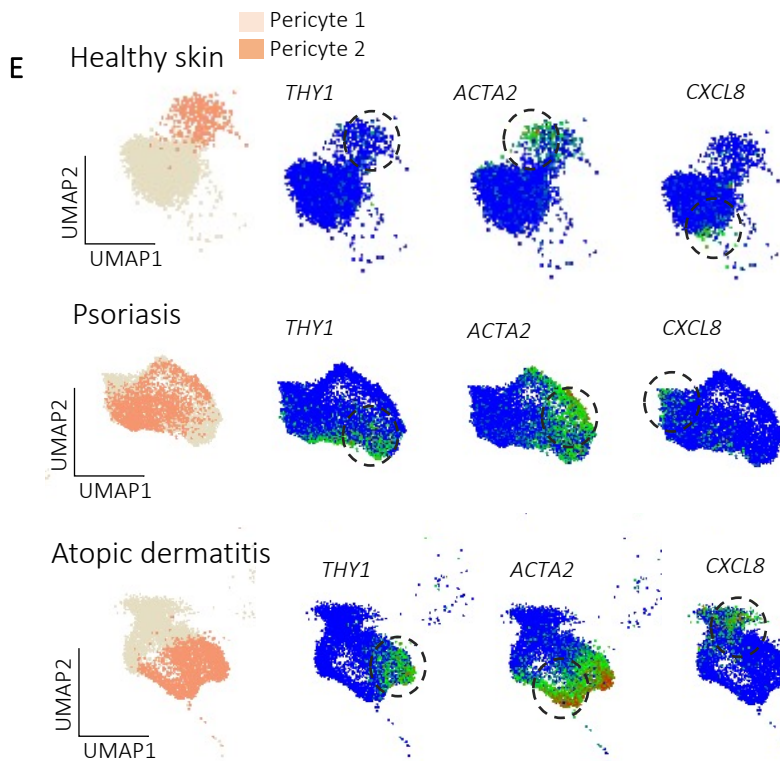 Pericyte 1
Pericyte 2
E
Healthy skin
THY1
ACTA2
CXCL8
UMAP2
UMAP1
Psoriasis
THY1
ACTA2
CXCL8
UMAP2
UMAP1
Atopic dermatitis
THY1
ACTA2
CXCL8
UMAP2
UMAP1